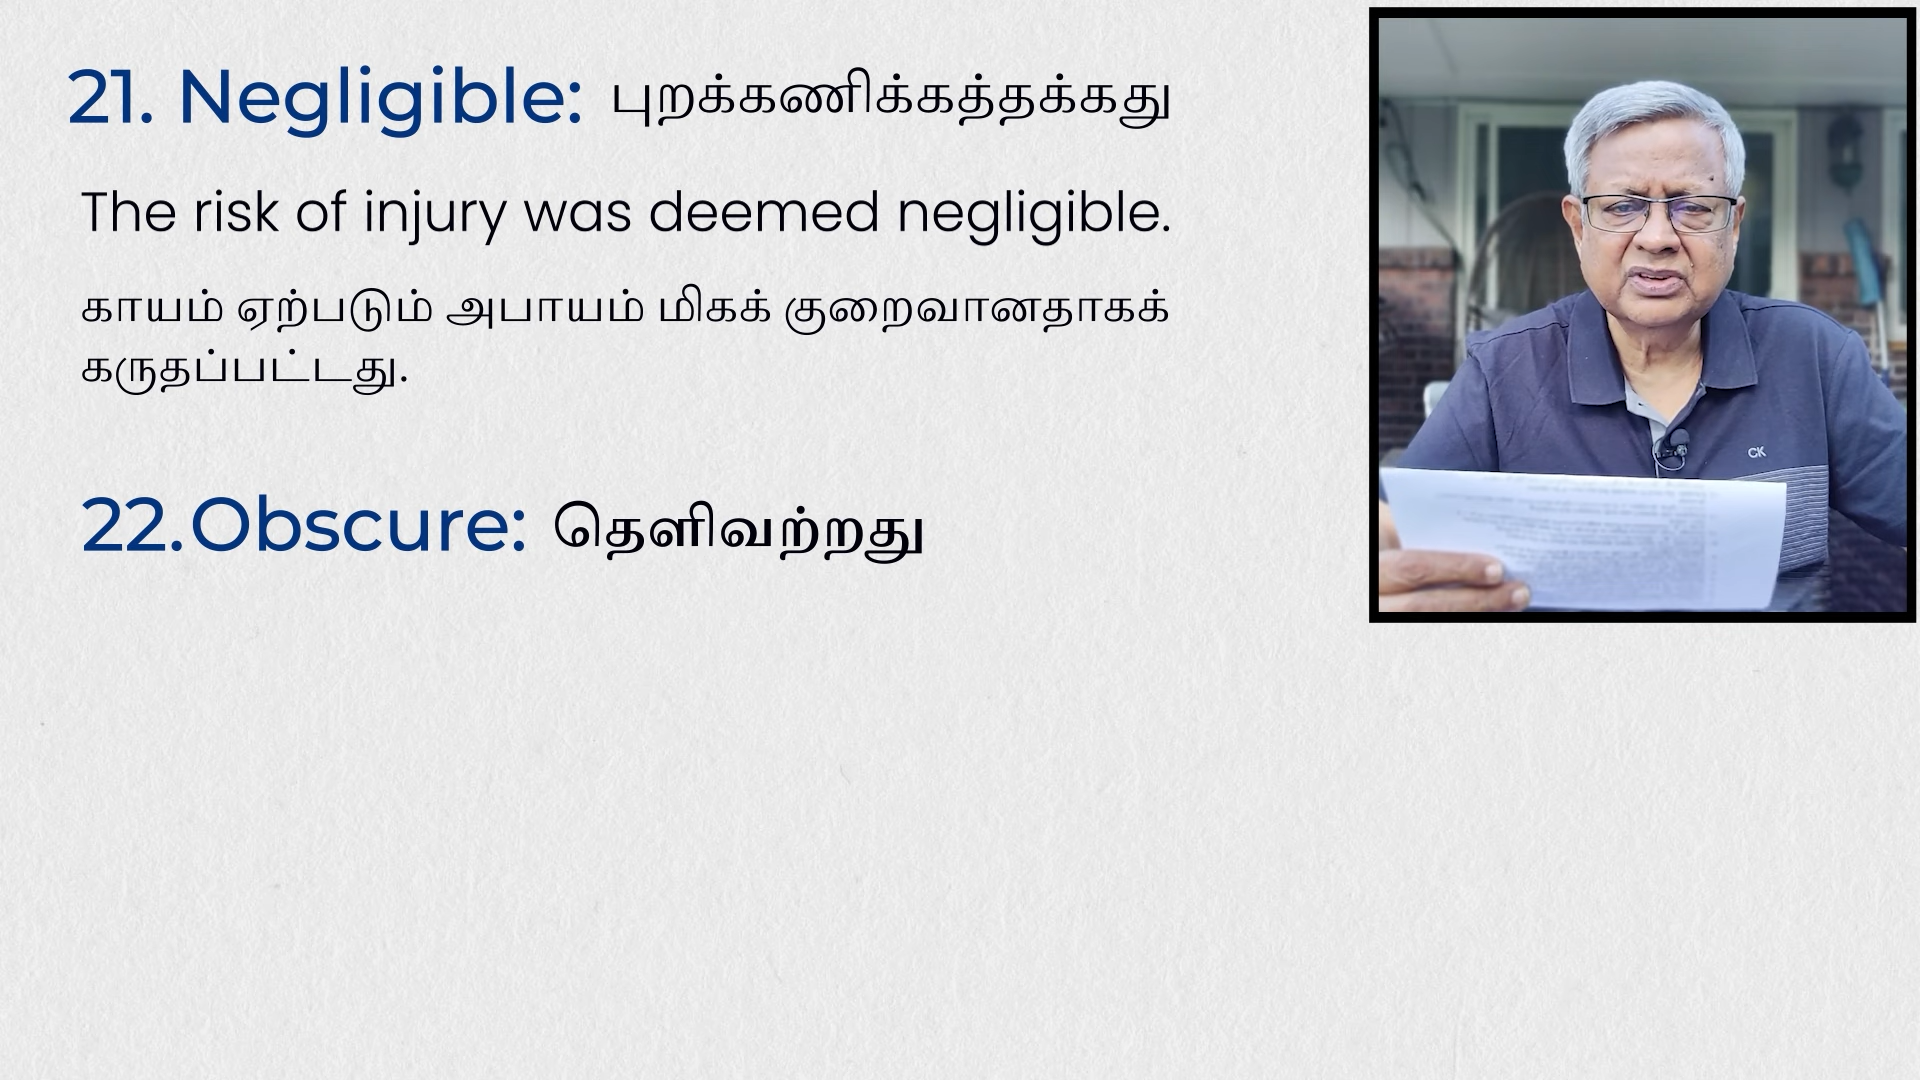 21. Negligible: புறக்கணிக்கத்தக்கது
The risk of injury was deemed negligible.
காயம் ஏற்படும் அபாயம் மிகக் குறைவானதாகக்
கருதப்பட்டது.
22.Obscure: தெளிவற்றது
CK